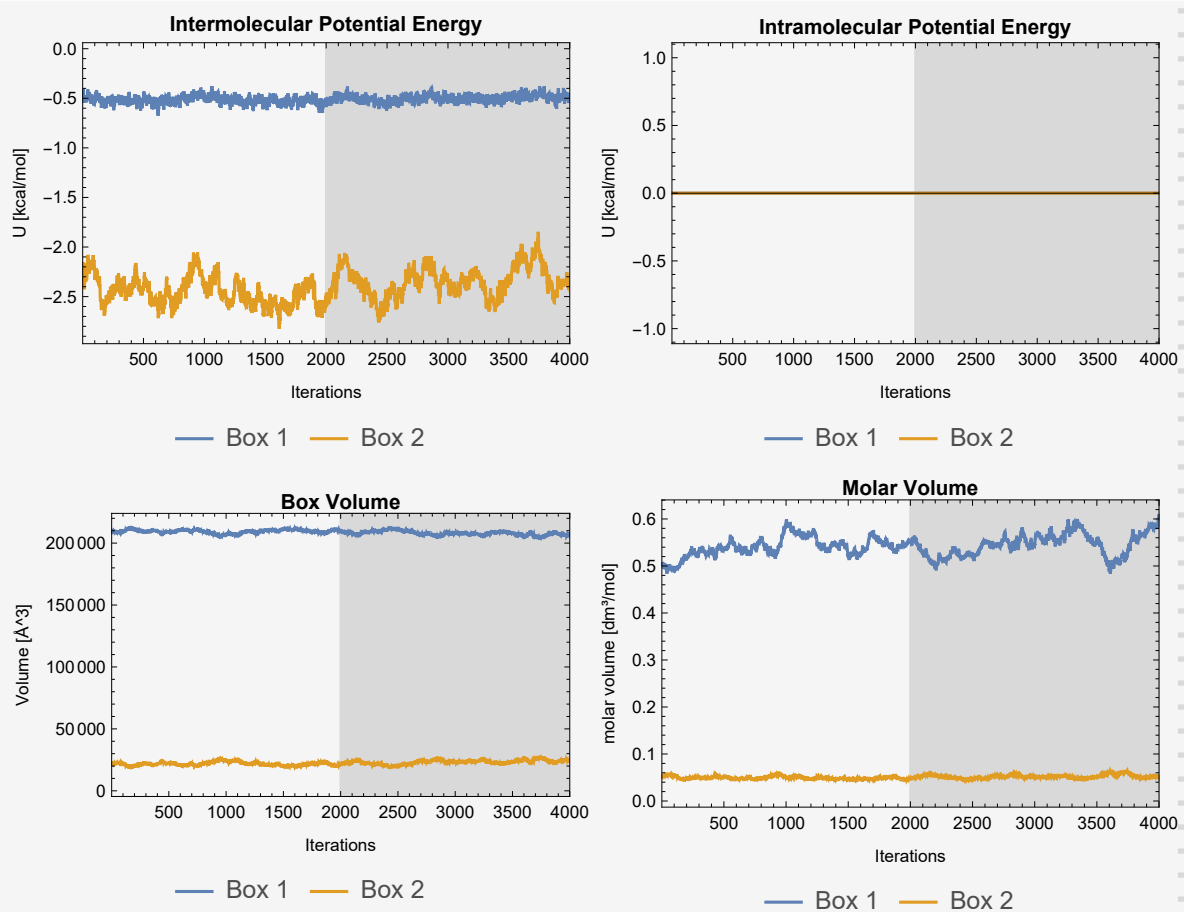 Intermolecular Potential Energy
0.0
−0.5
−1.0
−1.5
−2.0
−2.5
U [kcal/mol]
500 1000 1500 2000 2500 3000 3500 4000
Iterations
Box 1 Box 2
Intramolecular Potential Energy
1.0
0.5
0.0
−0.5
−1.0
U [kcal/mol]
500 1000 1500 2000 2500 3000 3500 4000
Iterations
Box 1 Box 2
Box Volume
200 000
150 000
100 000
50 000
0
Volume [Å^3]
500 1000 1500 2000 2500 3000 3500 4000
Iterations
Box 1 Box 2
Molar Volume
0.6
0.5
0.4
0.3
0.2
0.1
0.0
molar volume [dm³/mol]
500 1000 1500 2000 2500 3000 3500 4000
Iterations
Box 1 Box 2